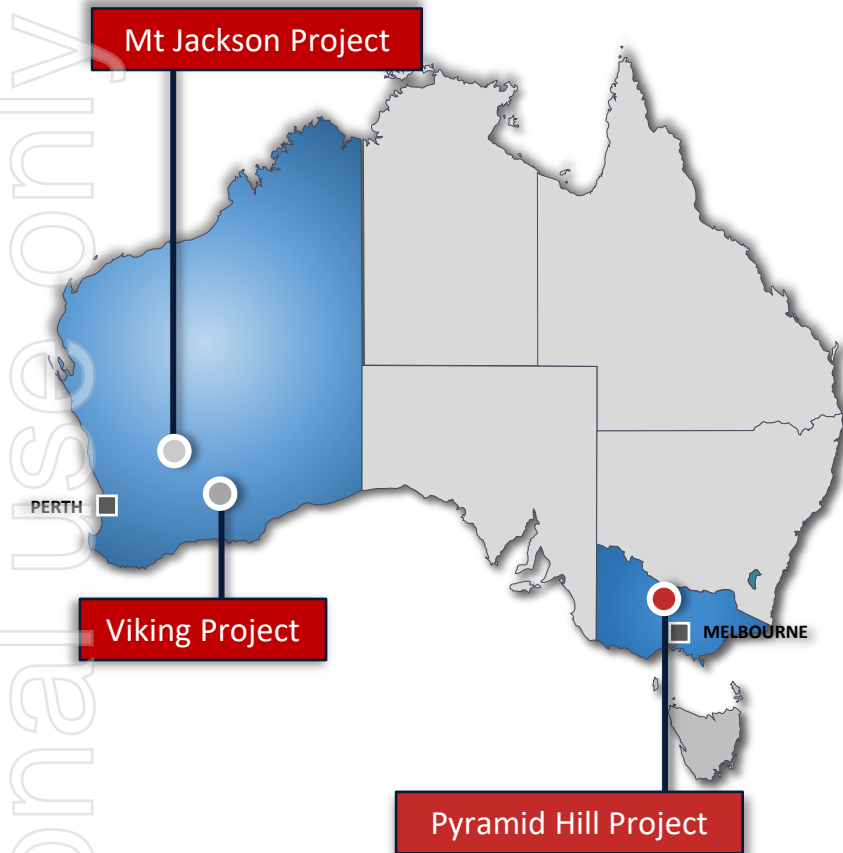 Mt Jackson Project
PERTH
Viking Project
MELBOURNE
Pyramid Hill Project
onal use only